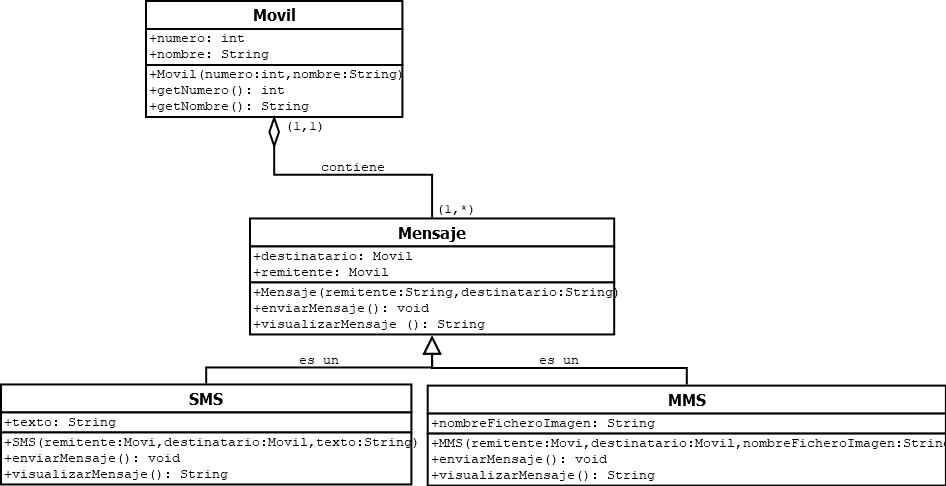 Movil
+numero: int
+nombre: String
+Movil(numero:int,nombre:String)
+getNumero(): int
+getNombre(): String
(1,1)
contiene
(1,*)
Mensaje
+destinatario: Movil
+remitente: Movil
+Mensaje(remitente:String,destinatario:String)
+enviarMensaje(): void
+visualizarMensaje (): String
es un
es un
SMS
+texto: String
+SMS(remitente:Movi,destinatario:Movil,texto:String)
+enviarMensaje(): void
+visualizarMensaje(): String
MMS
+nombreFicheroImagen: String
+MMS(remitente:Movi,destinatario:Movil,nombreFicheroImagen:String
+enviarMensaje(): void
+visualizarMensaje(): String